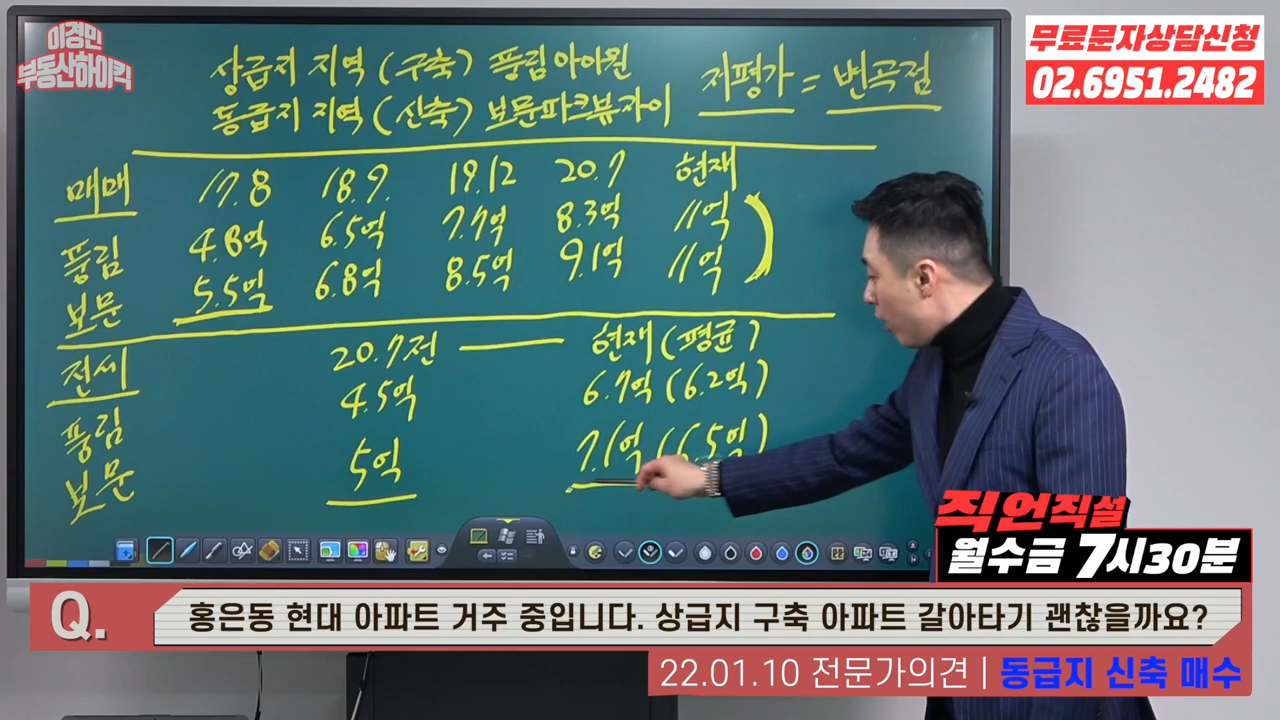 이경민
부동산하이킥
무료문자상담신청
02.6951.2482
상급지 지역 (구축) 풍림아이원
동급지 지역 (신축) 보문파크뷰자이
저평가 = 변곡점
매매 17.8 18.9. 19.12 20.7 현재
풍림 4.8억 6.5억 7.7억 8.3억 11억
보문 5.5억 6.8억 8.5억 9.1억 11억
전세 20.7전 현재 (평균)
풍림 4.5억 6.7억 (6.2억)
보문 5억 7.1억 (6.5억)
직언직설
월수금 7시30분
Q. 홍은동 현대 아파트 거주 중입니다. 상급지 구축 아파트 갈아타기 괜찮을까요?
22.01.10 전문가의견 | 동급지 신축 매수